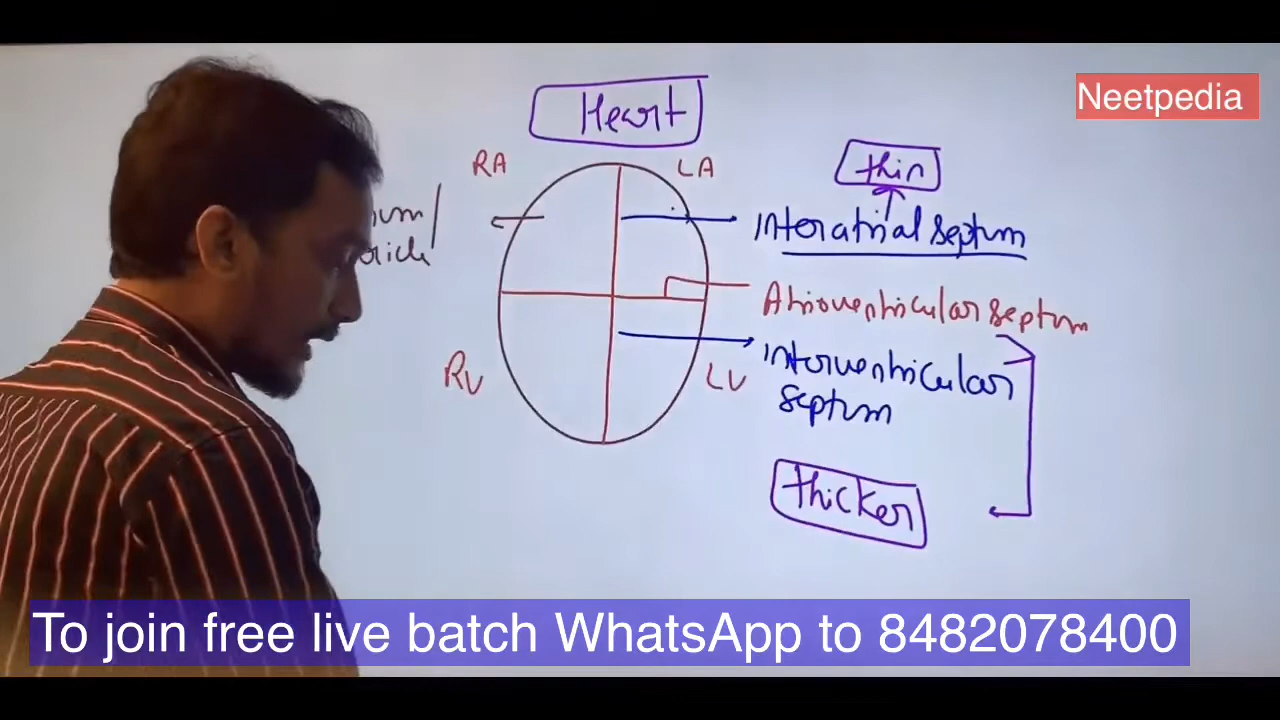 Neetpedia
Heart
RA
LA
thin
Interatrial septum
Atrioventricular septum
RV
LV
Interventricular
septum
thicker
To join free live batch WhatsApp to 8482078400